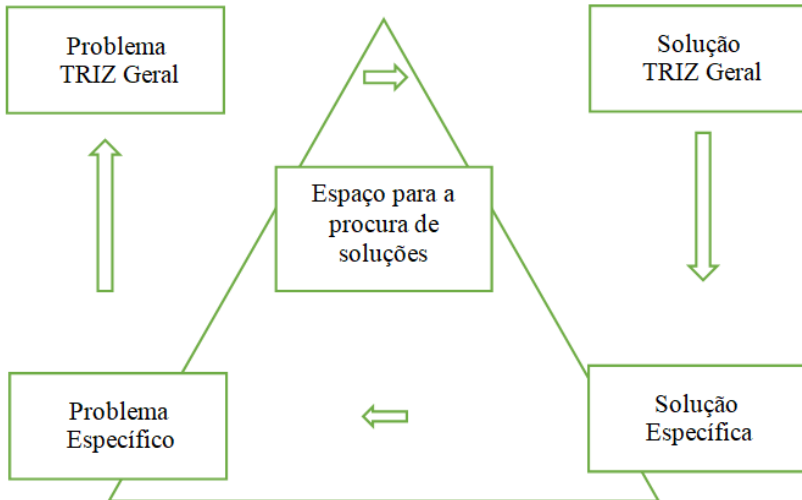 Problema
TRIZ Geral
Solução
TRIZ Geral
Espaço para a
procura de
soluções
Problema
Específico
Solução
Específica